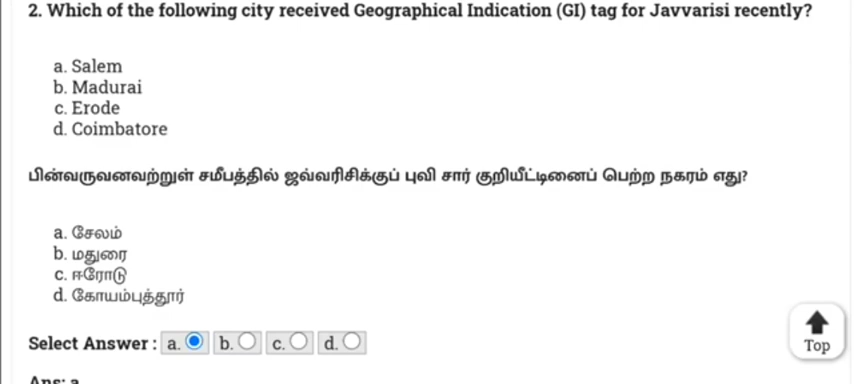 2. Which of the following city received Geographical Indication (GI) tag for Javvarisi recently?
a. Salem
b. Madurai
c. Erode
d. Coimbatore
பின்வருவனவற்றுள் சமீபத்தில் ஜவ்வரிசிக்குப் புவி சார் குறியீட்டினைப் பெற்ற நகரம் எது?
a. சேலம்
b. மதுரை
c. ஈரோடு
d. கோயம்புத்தூர்
Select Answer : a. b. c. d.
Top
Ans: a